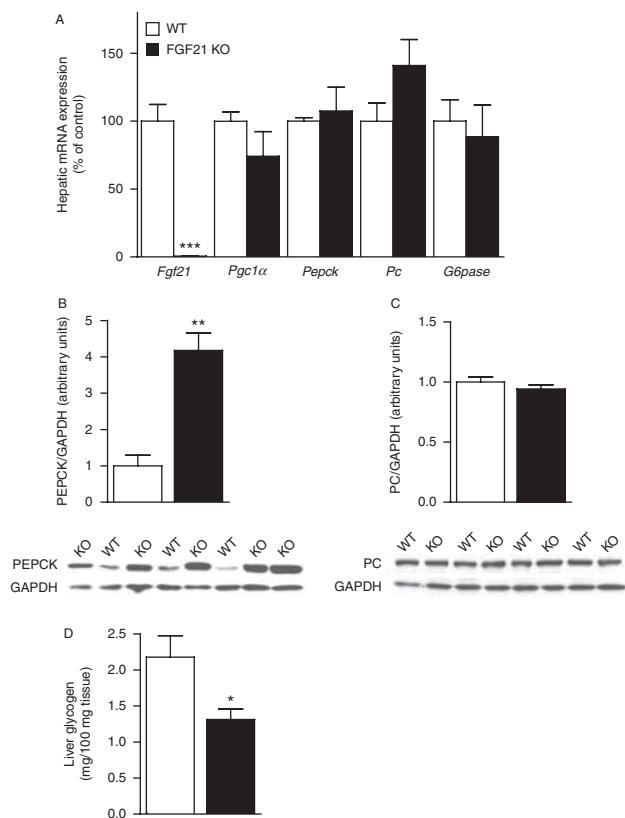 A
WT
FGF21 KO
Hepatic mRNA expression
(% of control)
150
100
50
0
***
Fgf21 Pgc1α Pepck Pc G6pase
B
PEPCK/GAPDH (arbitrary units)
5
4
3
2
1
0
**
C
PC/GAPDH (arbitrary units)
1.5
1.0
0.5
0.0
KO WT KO WT KO WT KO KO
PEPCK
GAPDH
WT KO WT KO WT KO WT KO
PC
GAPDH
D
Liver glycogen
(mg/100 mg tissue)
2.5
2.0
1.5
1.0
0.5
0.0
*